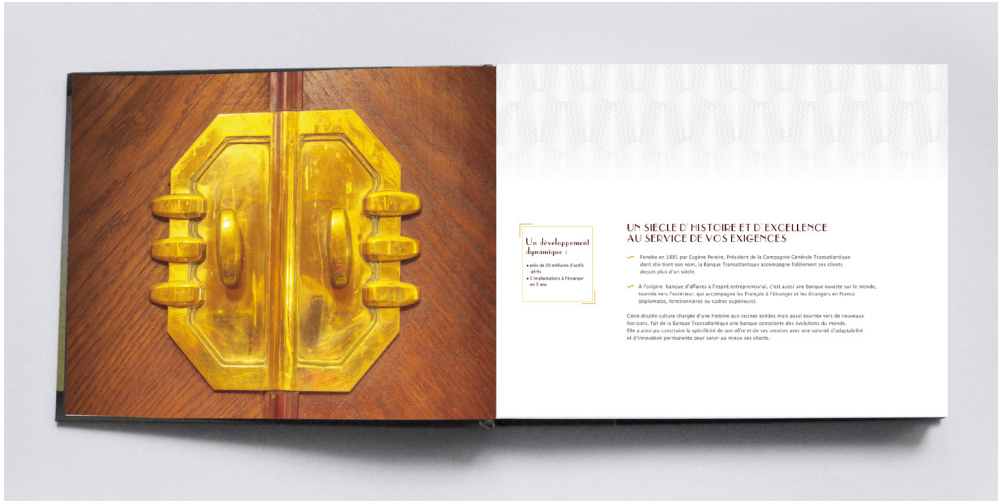 Un développement
dynamique :
• près de 20 milliards d'actifs
gérés
• 5 implantations à l'étranger
en 5 ans
UN SIÈCLE D'HISTOIRE ET D'EXCELLENCE
AU SERVICE DE VOS EXIGENCES
Fondée en 1881 par Eugène Pereire, Président de la Compagnie Générale Transatlantique
dont elle tient son nom, la Banque Transatlantique accompagne fidèlement ses clients
depuis plus d'un siècle.
À l'origine banque d'affaires à l'esprit entrepreneurial, c'est aussi une banque ouverte sur le monde,
tournée vers l'extérieur, qui accompagne les Français à l'étranger et les étrangers en France
(diplomates, fonctionnaires ou cadres supérieurs).
Cette double culture chargée d'une histoire aux racines solides mais aussi tournée vers de nouveaux
horizons, fait de la Banque Transatlantique une banque consciente des évolutions du monde.
Elle a ainsi pu construire la spécificité de son offre et de ses services avec une volonté d'adaptabilité
et d'innovation permanente pour servir au mieux ses clients.